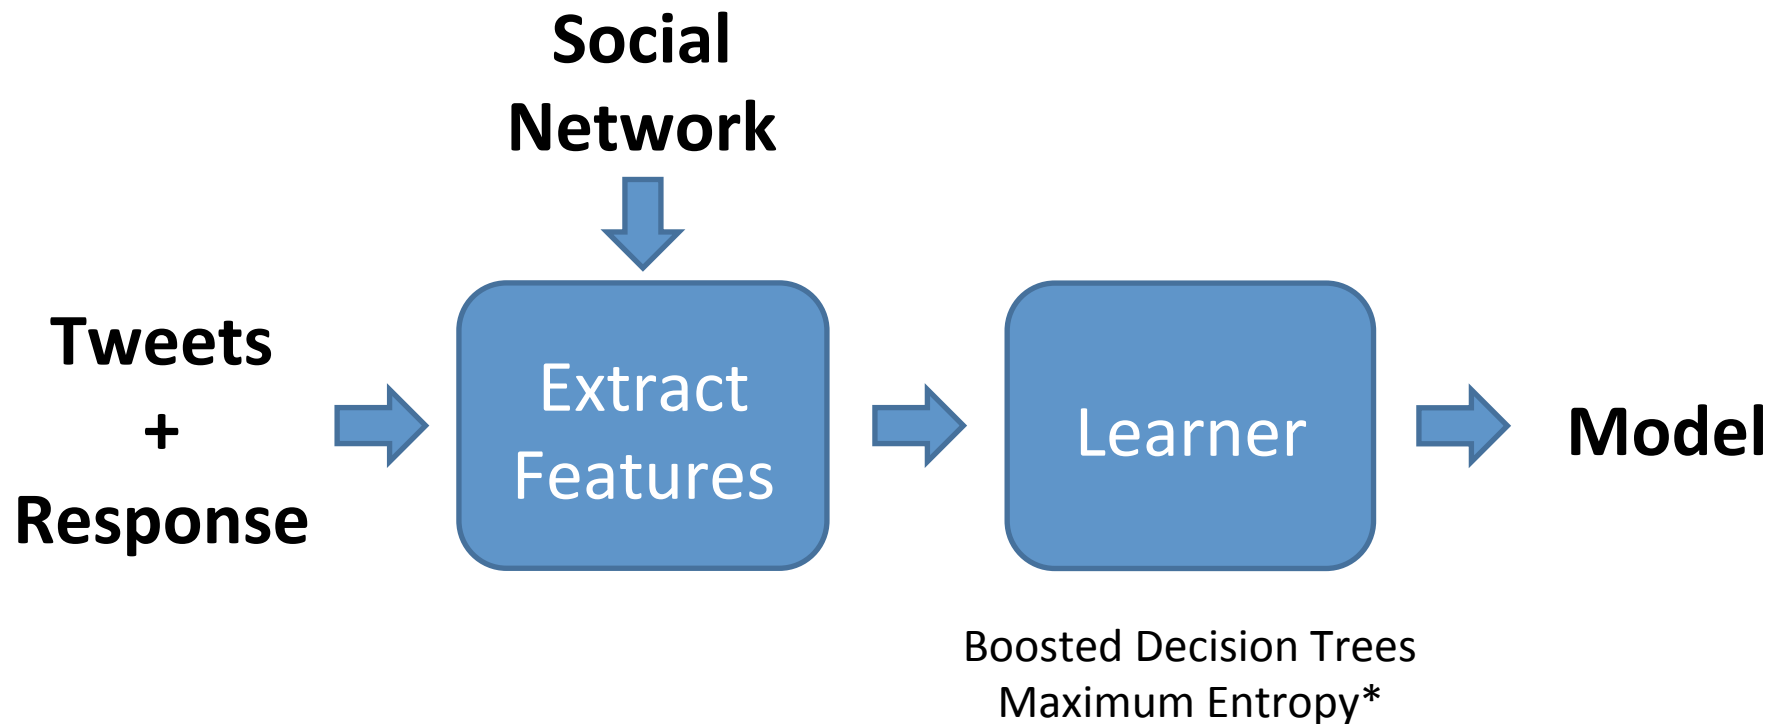 Social
Network
Tweets
+
Response
Extract
Features
Learner
Model
Boosted Decision Trees
Maximum Entropy*